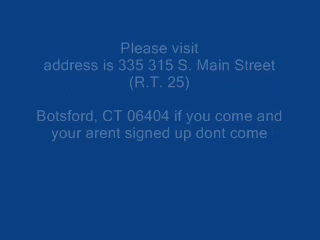 Please visit
address is 335 315 S. Main Street
(R.T. 25)
Botsford, CT 06404 if you come and
your arent signed up dont come